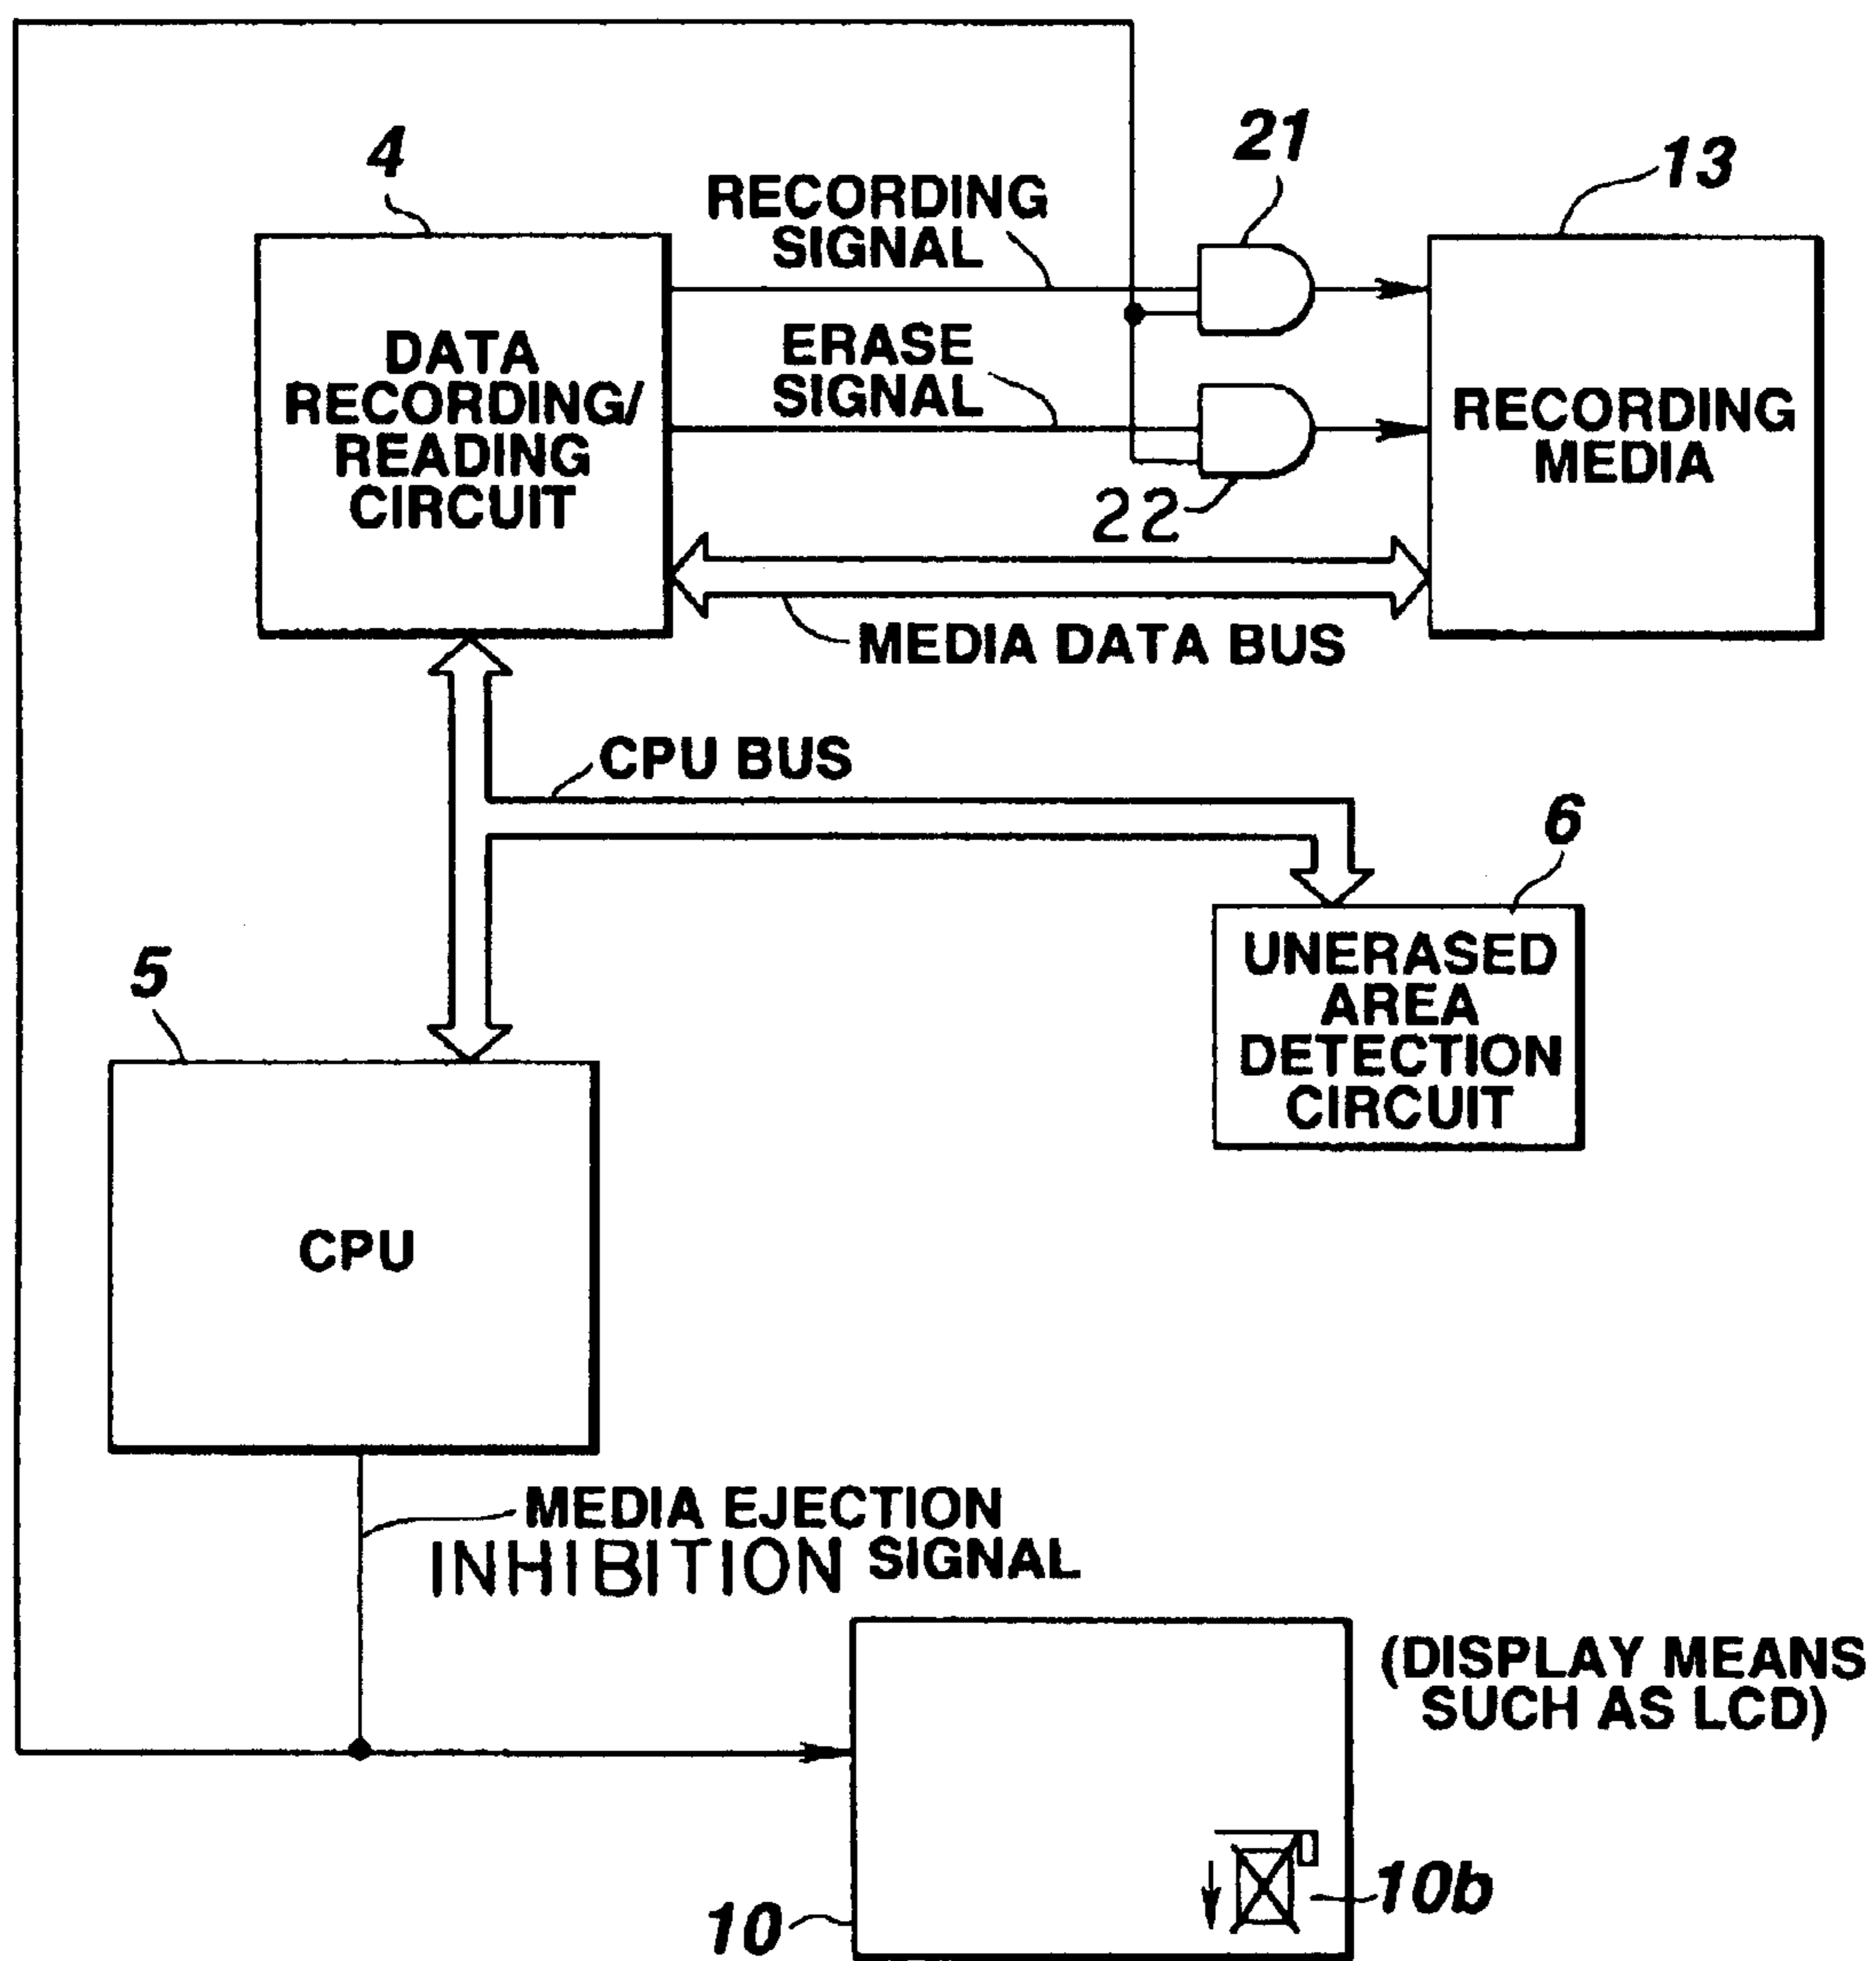 21
13
4
RECORDING
SIGNAL
DATA
RECORDING/
READING
CIRCUIT
ERASE
SIGNAL
RECORDING
MEDIA
22
MEDIA DATA BUS
CPU BUS
6
UNERASED
AREA
DETECTION
CIRCUIT
5
CPU
MEDIA EJECTION
INHIBITION SIGNAL
(DISPLAY MEANS
SUCH AS LCD)
10b
10